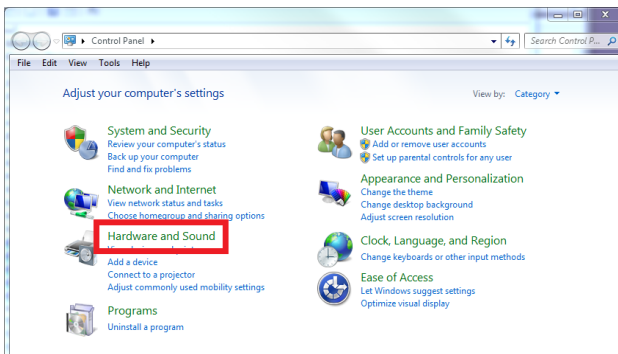 Control Panel
Search Control P...
File Edit View Tools Help
Adjust your computer's settings
View by: Category
System and Security
Review your computer's status
Back up your computer
Find and fix problems
Network and Internet
View network status and tasks
Choose homegroup and sharing options
Hardware and Sound
Add a device
Connect to a projector
Adjust commonly used mobility settings
Programs
Uninstall a program
User Accounts and Family Safety
Add or remove user accounts
Set up parental controls for any user
Appearance and Personalization
Change the theme
Change desktop background
Adjust screen resolution
Clock, Language, and Region
Change keyboards or other input methods
Ease of Access
Let Windows suggest settings
Optimize visual display